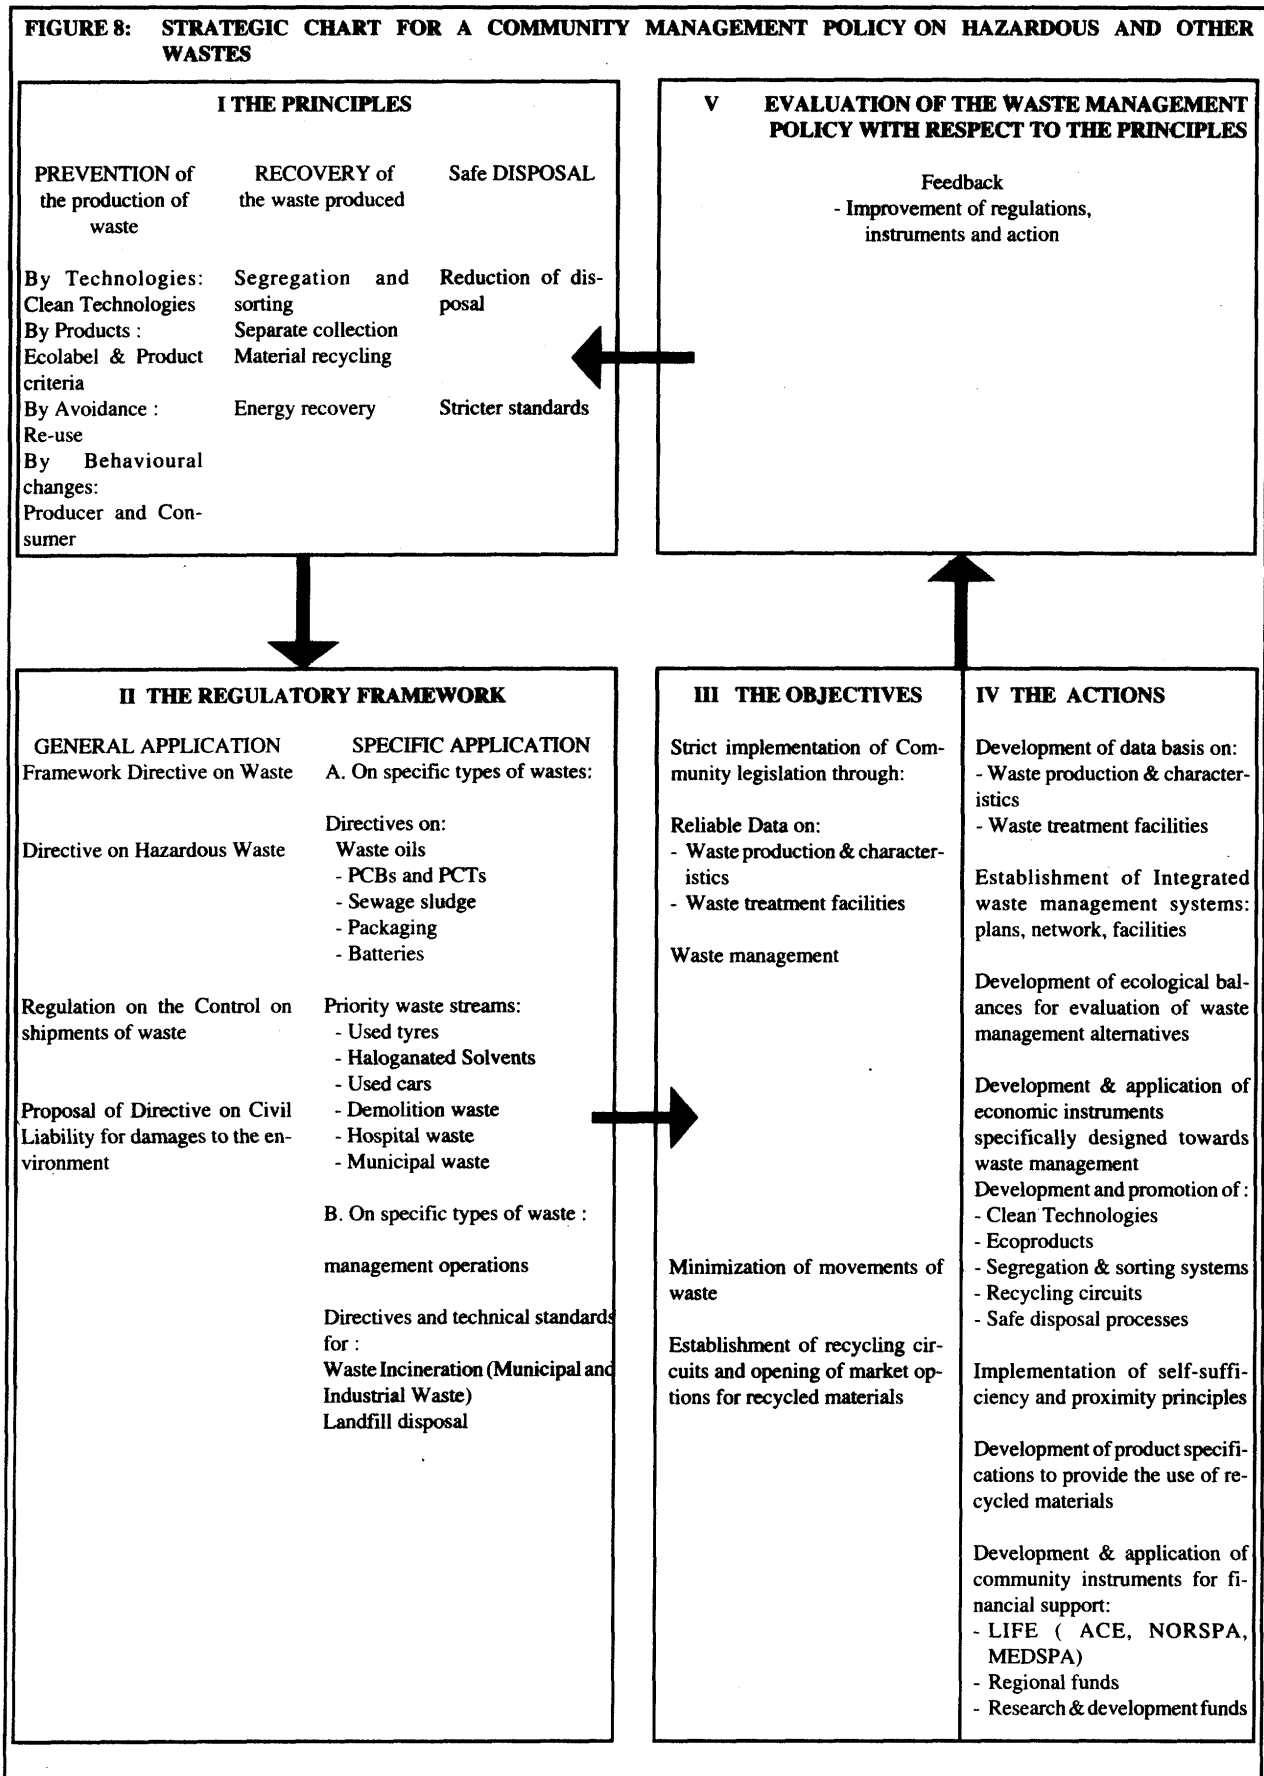 FIGURE 8: STRATEGIC CHART FOR A COMMUNITY MANAGEMENT POLICY ON HAZARDOUS AND OTHER
WASTES
I THE PRINCIPLES
PREVENTION of
the production of
waste
By Technologies:
Clean Technologies
By Products :
Ecolabel & Product
criteria
By Avoidance :
Re-use
By Behavioural
changes:
Producer and Con-
sumer
RECOVERY of
the waste produced
Segregation and
sorting
Separate collection
Material recycling
Energy recovery
Safe DISPOSAL
Reduction of dis-
posal
Stricter standards
II THE REGULATORY FRAMEWORK
GENERAL APPLICATION
Framework Directive on Waste
Directive on Hazardous Waste
Regulation on the Control on
shipments of waste
Proposal of Directive on Civil
Liability for damages to the en-
vironment
SPECIFIC APPLICATION
A. On specific types of wastes:
Directives on:
Waste oils
- PCBs and PCTs
- Sewage sludge
- Packaging
- Batteries
Priority waste streams:
- Used tyres
- Haloganated Solvents
- Used cars
- Demolition waste
- Hospital waste
- Municipal waste
B. On specific types of waste :
management operations
Directives and technical standards
for :
Waste Incineration (Municipal and
Industrial Waste)
Landfill disposal
III THE OBJECTIVES
Strict implementation of Com-
munity legislation through:
Reliable Data on:
- Waste production & character-
istics
- Waste treatment facilities
Waste management
Minimization of movements of
waste
Establishment of recycling cir-
cuits and opening of market op-
tions for recycled materials
IV THE ACTIONS
Development of data basis on:
- Waste production & character-
istics
- Waste treatment facilities
Establishment of Integrated
waste management systems:
plans, network, facilities
Development of ecological bal-
ances for evaluation of waste
management alternatives
Development & application of
economic instruments
specifically designed towards
waste management
Development and promotion of :
- Clean Technologies
- Ecoproducts
- Segregation & sorting systems
- Recycling circuits
- Safe disposal processes
Implementation of self-suffi-
ciency and proximity principles
Development of product specifi-
cations to provide the use of re-
cycled materials
Development & application of
community instruments for fi-
nancial support:
- LIFE ( ACE, NORSPA,
MEDSPA)
- Regional funds
- Research & development funds
V EVALUATION OF THE WASTE MANAGEMENT
POLICY WITH RESPECT TO THE PRINCIPLES
Feedback
- Improvement of regulations,
instruments and action